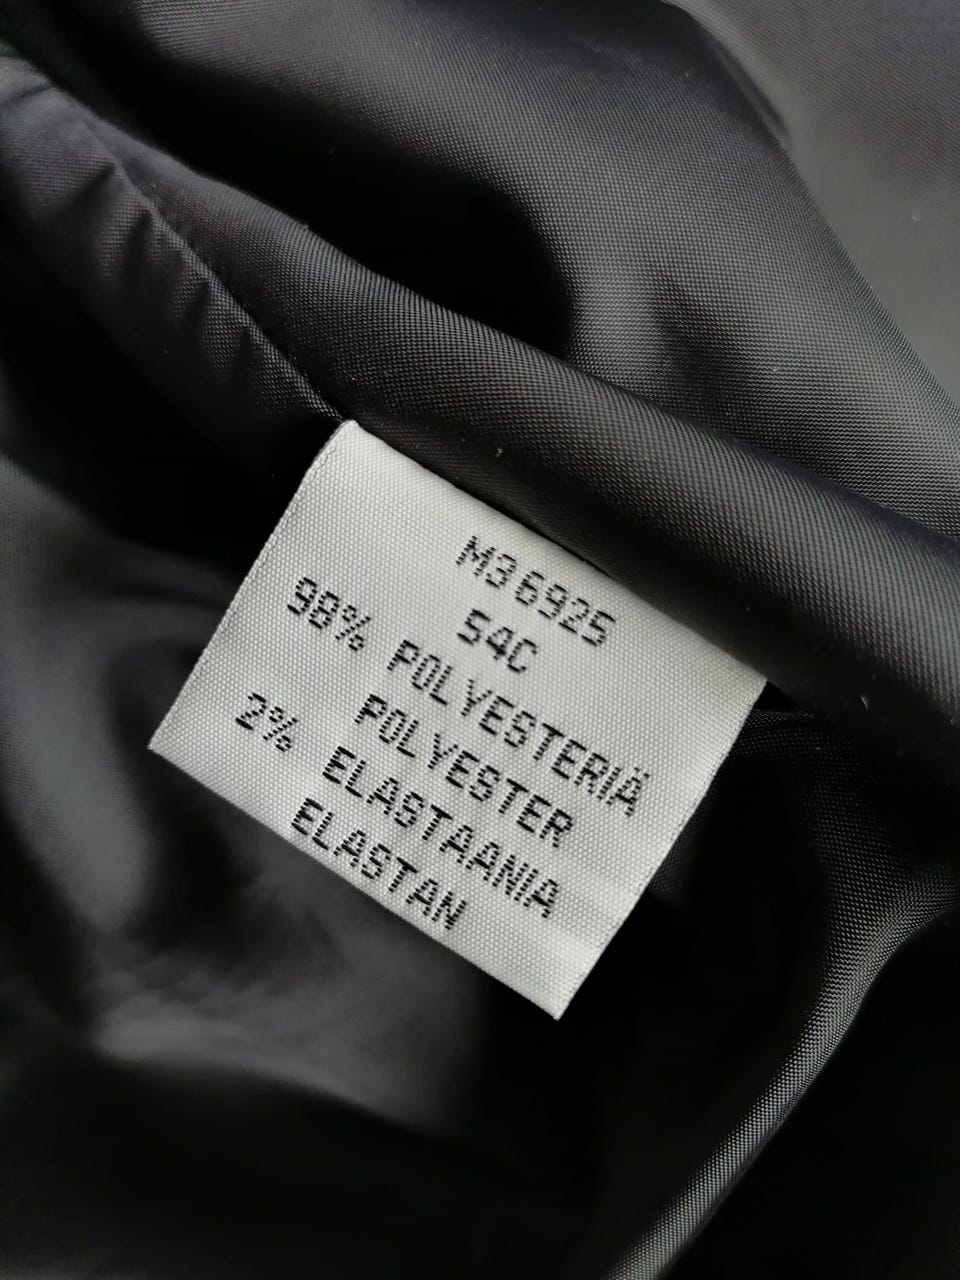 M36925
54C
98% POLYESTERIÄ
POLYESTER
2% ELASTAANIA
ELASTAN